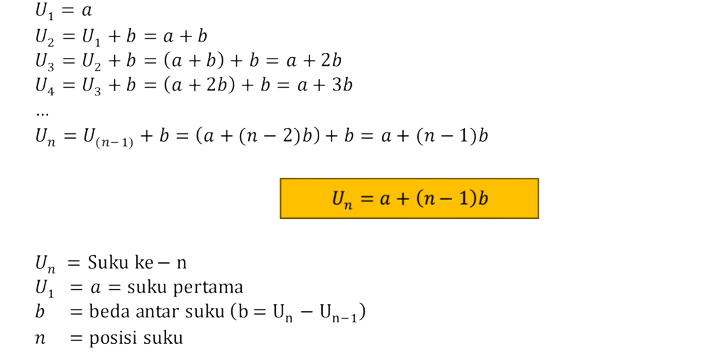 U₁ = a
U₂ = U₁ + b = a + b
U₃ = U₂ + b = (a + b) + b = a + 2b
U₄ = U₃ + b = (a + 2b) + b = a + 3b
...
Uₙ = U₍ₙ₋₁₎ + b = (a + (n − 2)b) + b = a + (n − 1)b
Uₙ = a + (n − 1)b
Uₙ = Suku ke − n
U₁ = a = suku pertama
b = beda antar suku (b = Uₙ − Uₙ₋₁)
n = posisi suku